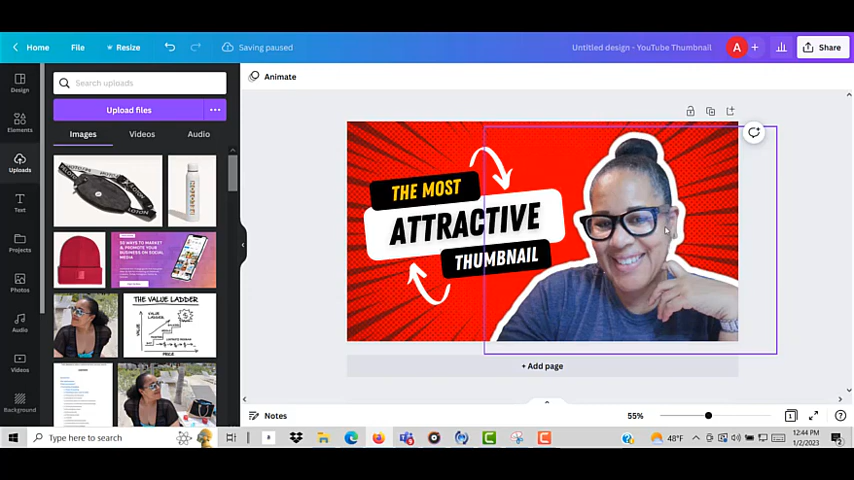 Home
File
Resize
Saving paused
Untitled design - YouTube Thumbnail
A
+
Share
Design
Elements
Uploads
Text
Projects
Photos
Audio
Videos
Background
Search uploads
Upload files
Images
Videos
Audio
THE VALUE LADDER
Animate
THE MOST
ATTRACTIVE
THUMBNAIL
+ Add page
Notes
55%
1
Type here to search
48°F
12:44 PM
1/2/2023